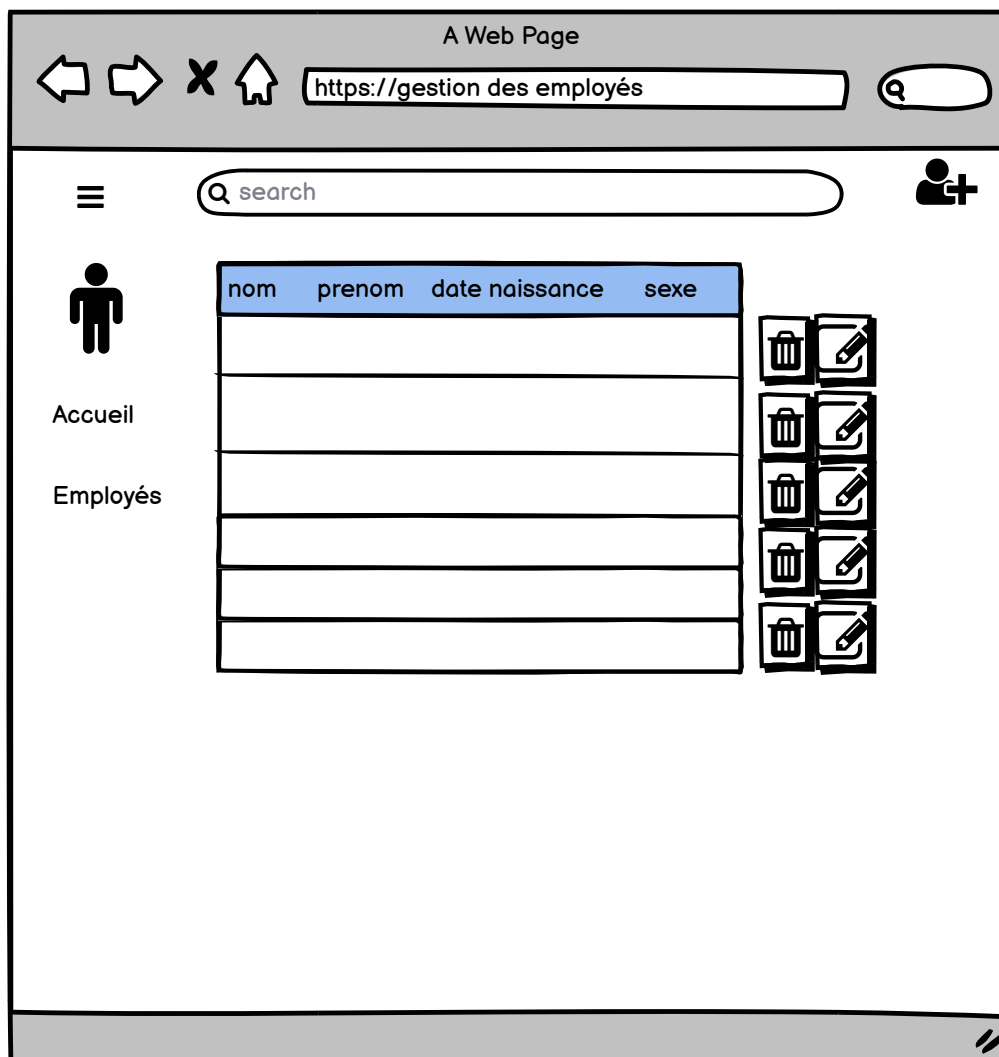 A Web Page
https://gestion des employés
search
nom prenom date naissance sexe
Accueil
Employés